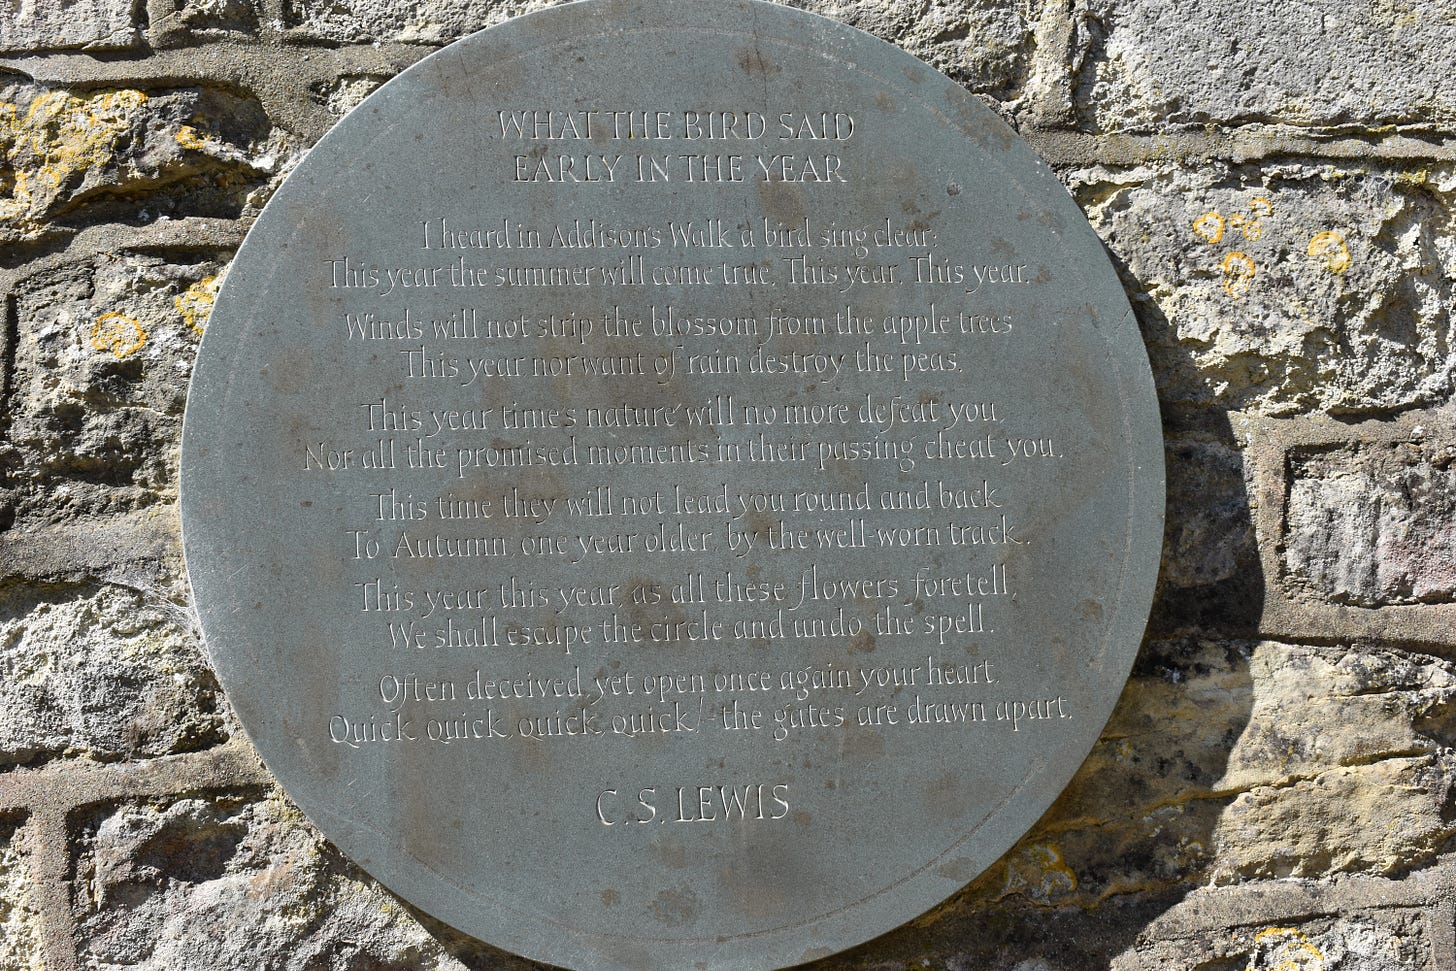 WHAT THE BIRD SAID
EARLY IN THE YEAR
I heard in Addison's Walk a bird sing clear:
This year the summer will come true. This year. This year.
Winds will not strip the blossom from the apple trees
This year nor want of rain destroy the peas.
This year time's nature will no more defeat you,
Nor all the promised moments in their passing cheat you.
This time they will not lead you round and back
To Autumn, one year older, by the well-worn track.
This year, this year, as all these flowers foretell,
We shall escape the circle and undo the spell.
Often deceived, yet open once again your heart,
Quick, quick, quick, quick! - the gates are drawn apart.
C.S. LEWIS